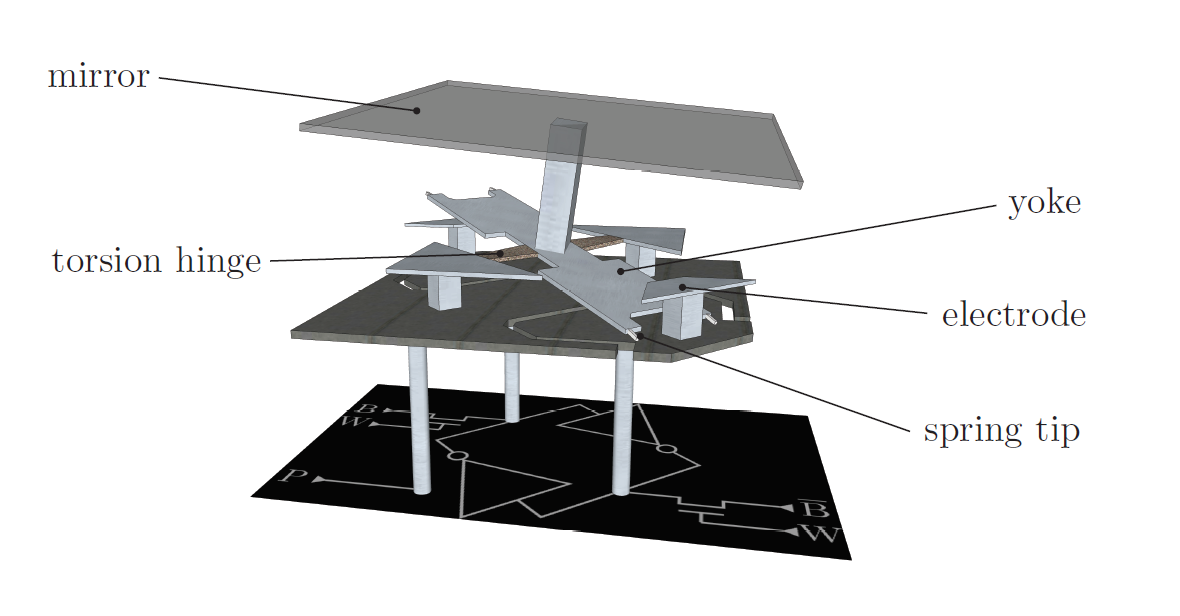 mirror
yoke
torsion hinge
electrode
spring tip
B
W
P
B̅
W